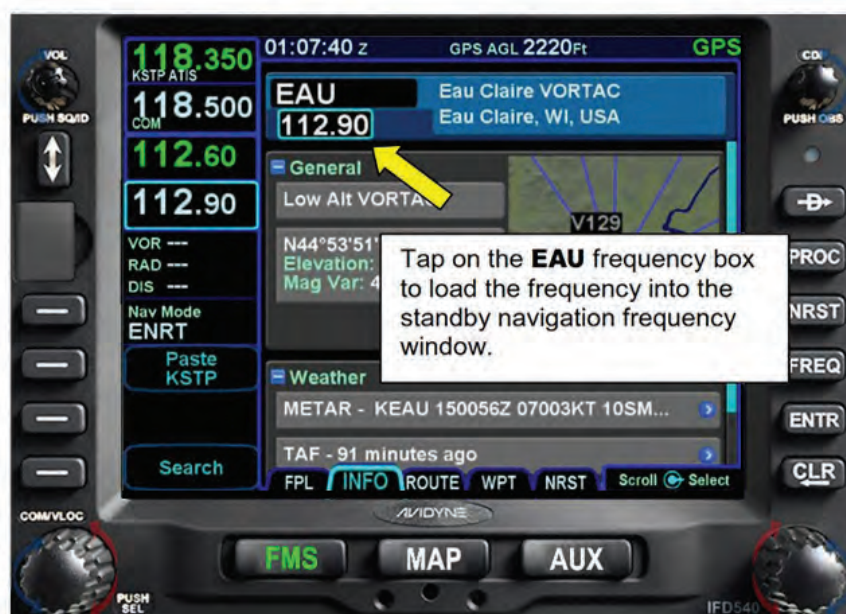 VOL
PUSH SQ/ID
118.350
KSTP ATIS
118.500
COM
112.60
112.90
VOR ---
RAD ---
DIS ---
Nav Mode
ENRT
Paste
KSTP
Search
01:07:40 Z GPS AGL 2220Ft GPS
EAU Eau Claire VORTAC
112.90 Eau Claire, WI, USA
General
Low Alt VORTA
V129
N44°53'51'
Elevation:
Mag Var: 4
Tap on the EAU frequency box
to load the frequency into the
standby navigation frequency
window.
Weather
METAR - KEAU 150056Z 07003KT 10SM...
TAF - 91 minutes ago
FPL INFO ROUTE WPT NRST Scroll Select
CDI
PUSH OBS
D
PROC
NRST
FREQ
ENTR
CLR
COM/VLOC
PUSH
SEL
AVIDYNE
FMS MAP AUX
IFD540